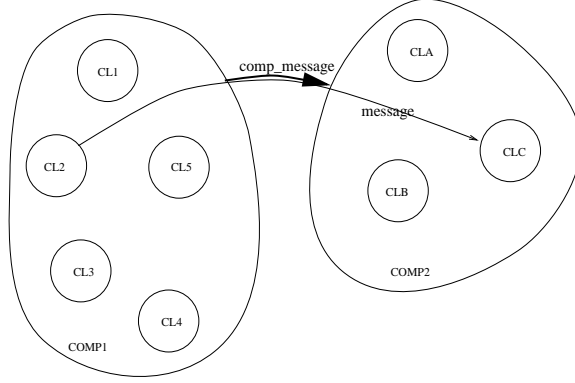 CL1
CL2
CL5
CL3
CL4
COMP1
comp_message
message
CLA
CLC
CLB
COMP2